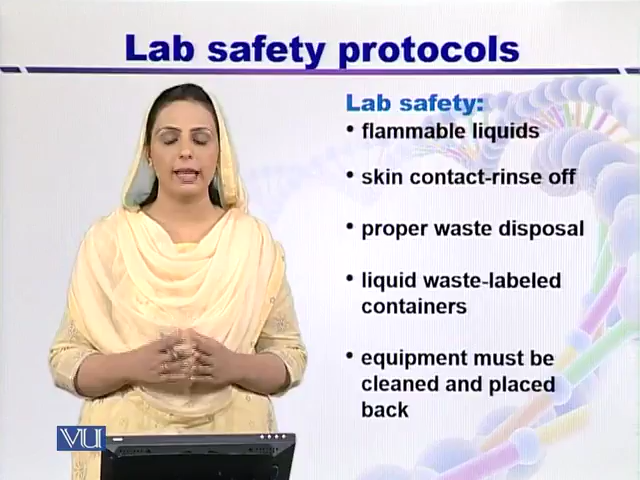 Lab safety protocols
Lab safety:
• flammable liquids
• skin contact-rinse off
• proper waste disposal
• liquid waste-labeled
containers
• equipment must be
cleaned and placed
back
VU